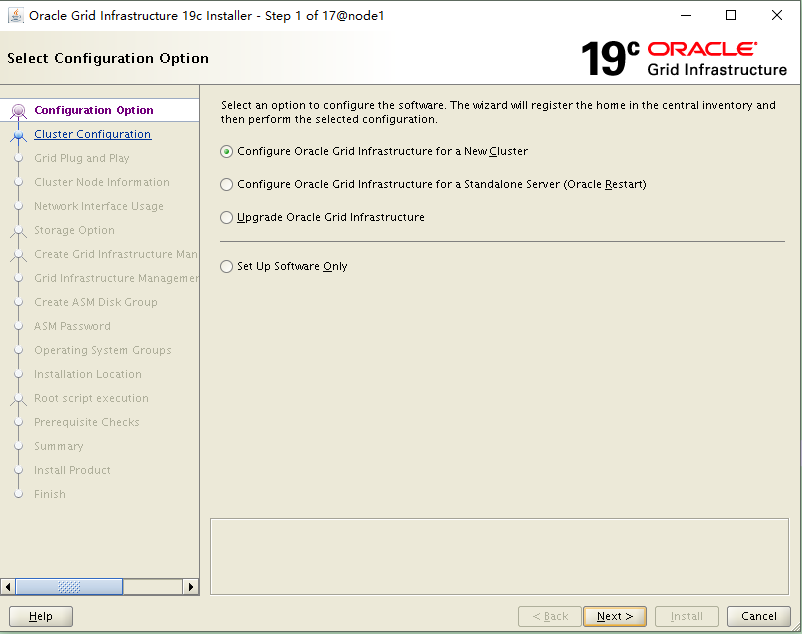 Oracle Grid Infrastructure 19c Installer - Step 1 of 17@node1
Select Configuration Option
19c ORACLE
Grid Infrastructure
Configuration Option
Cluster Configuration
Grid Plug and Play
Cluster Node Information
Network Interface Usage
Storage Option
Create Grid Infrastructure Man
Grid Infrastructure Managemer
Create ASM Disk Group
ASM Password
Operating System Groups
Installation Location
Root script execution
Prerequisite Checks
Summary
Install Product
Finish
Select an option to configure the software. The wizard will register the home in the central inventory and
then perform the selected configuration.
Configure Oracle Grid Infrastructure for a New Cluster
Configure Oracle Grid Infrastructure for a Standalone Server (Oracle Restart)
Upgrade Oracle Grid Infrastructure
Set Up Software Only
Help
< Back
Next >
Install
Cancel